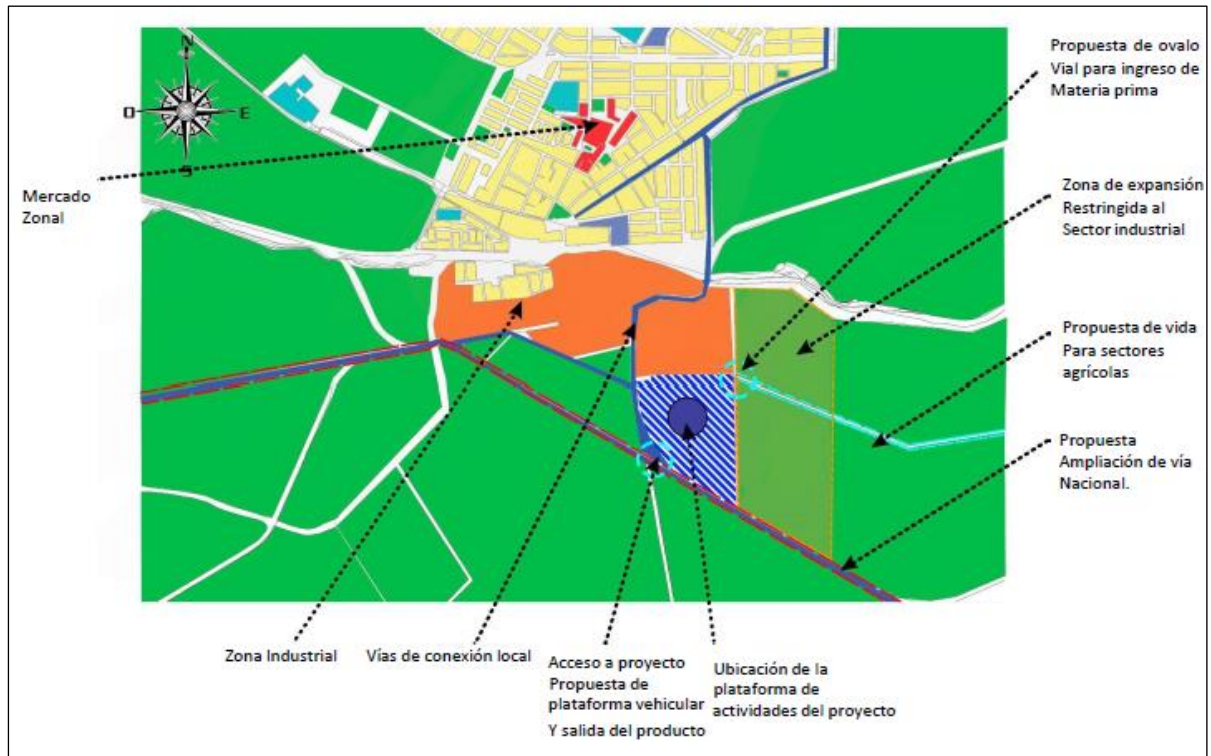 N
O
E
S
Mercado
Zonal
Propuesta de ovalo
Vial para ingreso de
Materia prima
Zona de expansión
Restringida al
Sector industrial
Propuesta de vida
Para sectores
agrícolas
Propuesta
Ampliación de vía
Nacional.
Zona Industrial
Vías de conexión local
Acceso a proyecto
Propuesta de
plataforma vehicular
Y salida del producto
Ubicación de la
plataforma de
actividades del proyecto